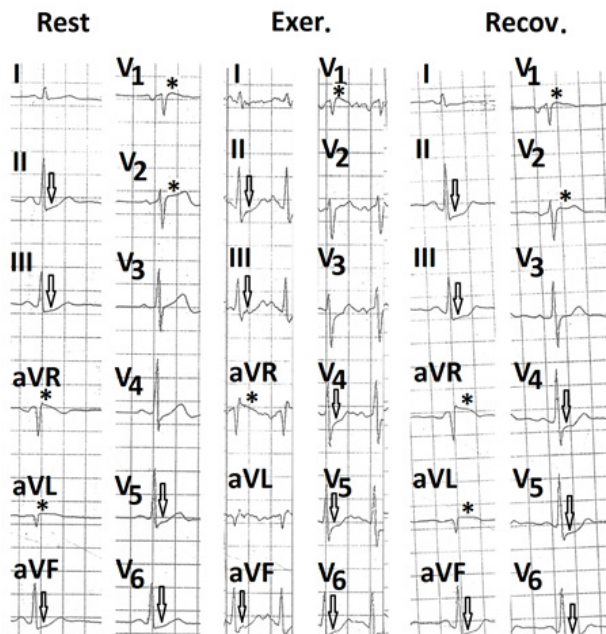 Rest Exer. Recov.
I V1 * I V1 * I V1 *
II V2 * II V2 II V2 *
III V3 III V3 III V3
aVR * V4 aVR * V4 aVR * V4
aVL * V5 aVL V5 aVL * V5
aVF V6 aVF V6 aVF V6